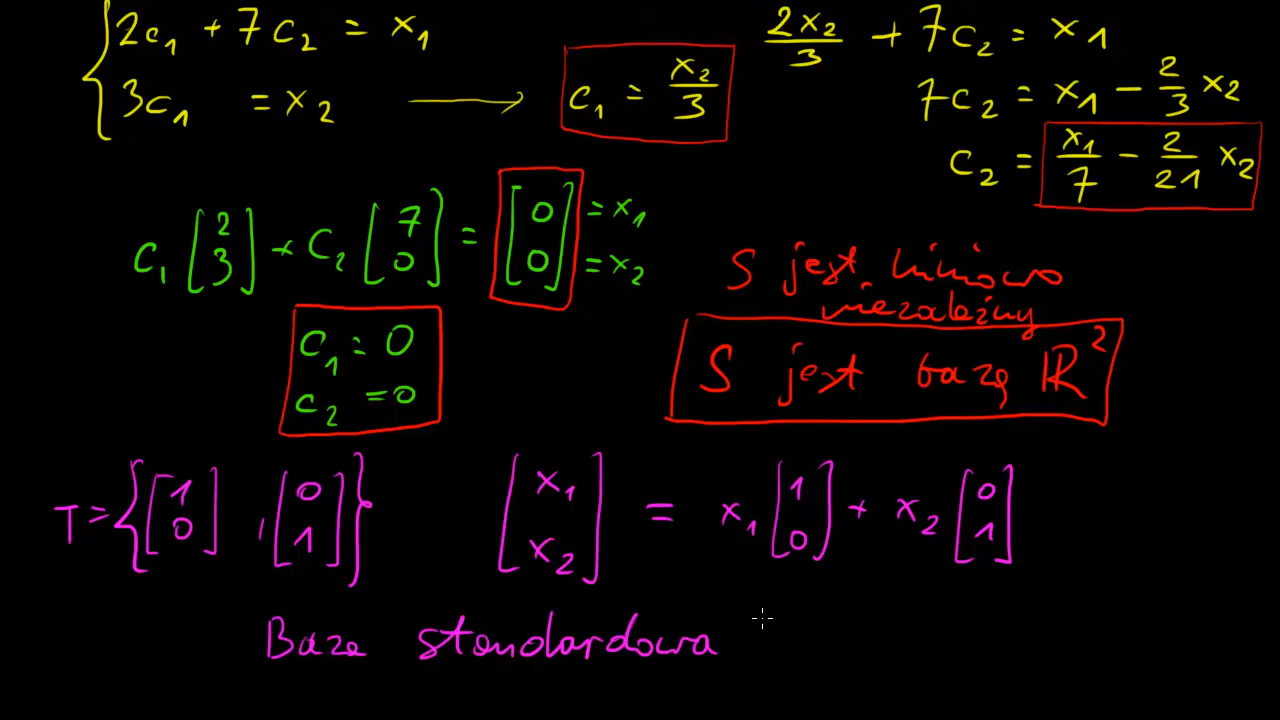 2c₁ + 7c₂ = x₁
3c₁ = x₂ ⟶ c₁ = x₂/3
2x₂/3 + 7c₂ = x₁
7c₂ = x₁ − 2/3 x₂
c₂ = x₁/7 − 2/21 x₂
c₁ [2 3] + c₂ [7 0] = [0 0] = x₁ = x₂
c₁ = 0
c₂ = 0
S jest liniowo
niezależny
S jest bazą ℝ²
T = {[1 0], [0 1]} [x₁ x₂] = x₁ [1 0] + x₂ [0 1]
Baza standardowa